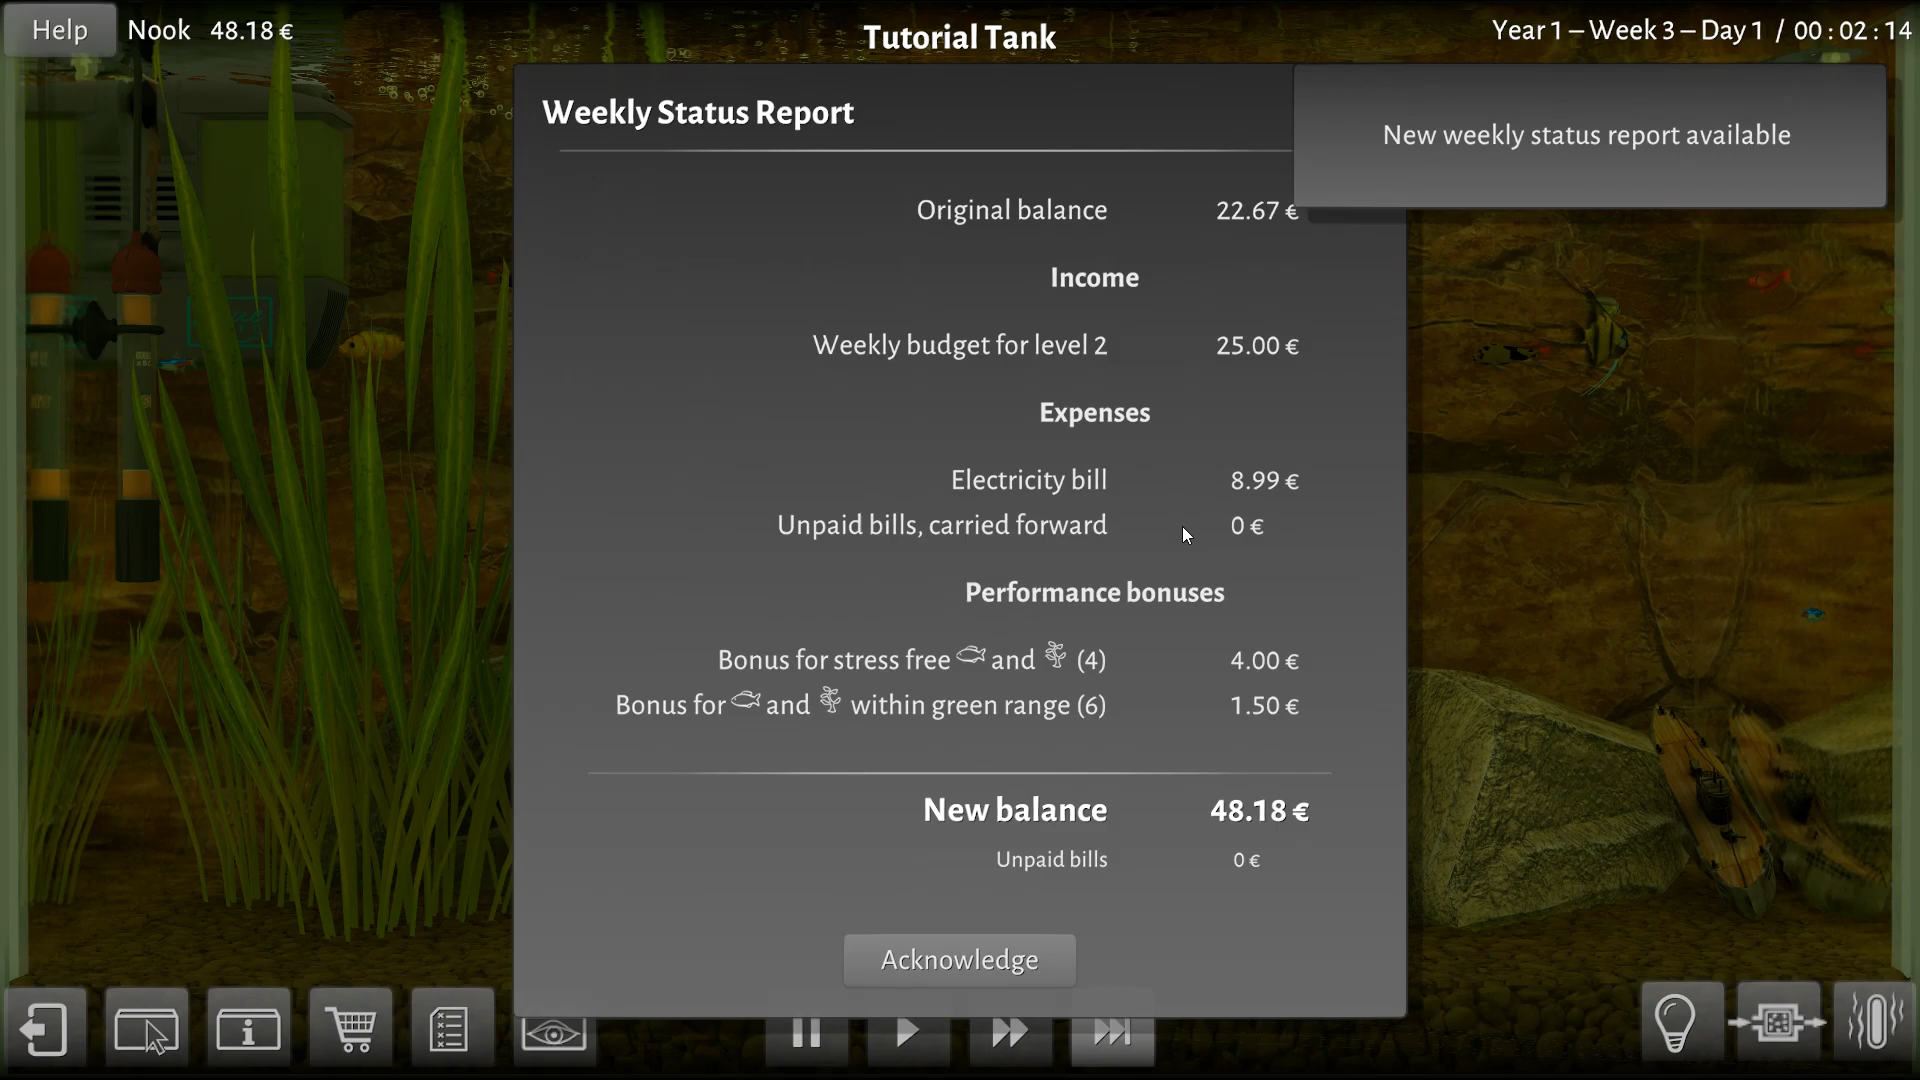 Help Nook 48.18 € Tutorial Tank Year 1 – Week 3 – Day 1 / 00 : 02 : 14
Weekly Status Report
New weekly status report available
Original balance 22.67 €
Income
Weekly budget for level 2 25.00 €
Expenses
Electricity bill 8.99 €
Unpaid bills, carried forward 0 €
Performance bonuses
Bonus for stress free and (4) 4.00 €
Bonus for and within green range (6) 1.50 €
New balance 48.18 €
Unpaid bills 0 €
Acknowledge